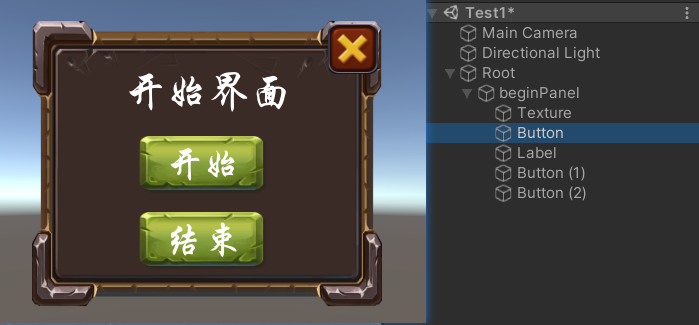 开始界面
开始
结束
Test1*
Main Camera
Directional Light
Root
beginPanel
Texture
Button
Label
Button (1)
Button (2)